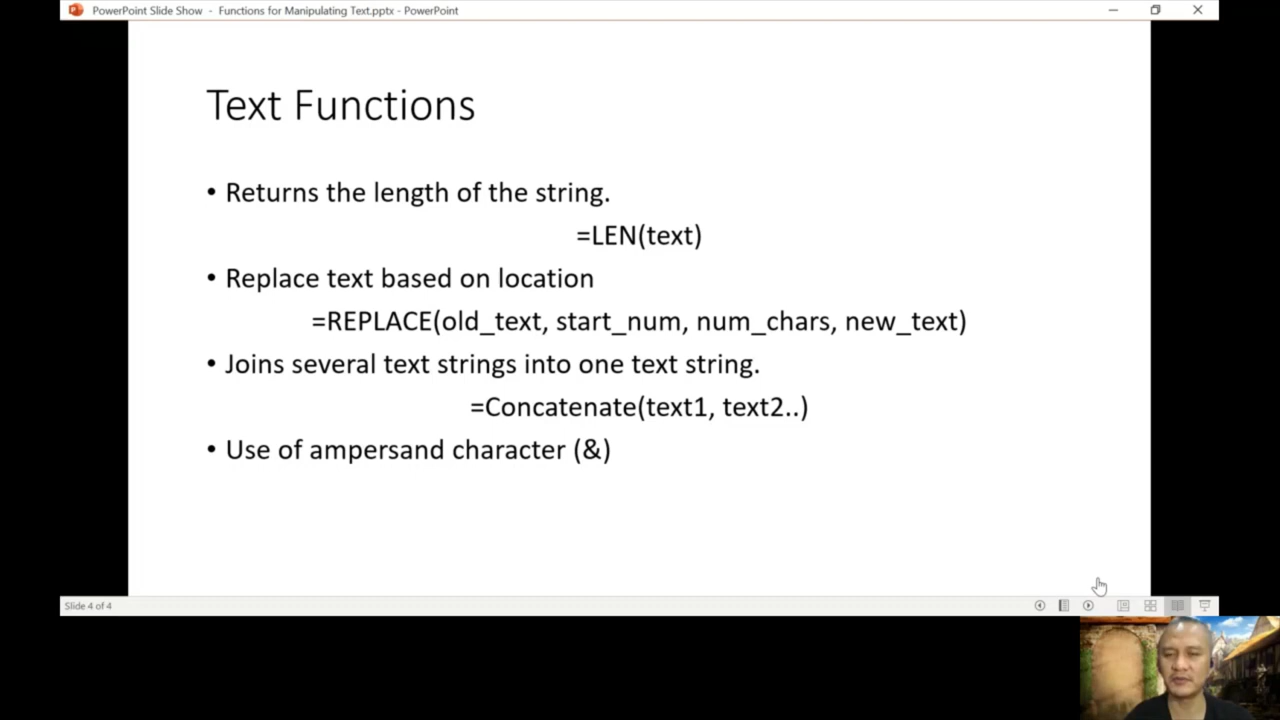 PowerPoint Slide Show - Functions for Manipulating Text.pptx - PowerPoint
Text Functions
• Returns the length of the string.
=LEN(text)
• Replace text based on location
=REPLACE(old_text, start_num, num_chars, new_text)
• Joins several text strings into one text string.
=Concatenate(text1, text2..)
• Use of ampersand character (&)
Slide 4 of 4